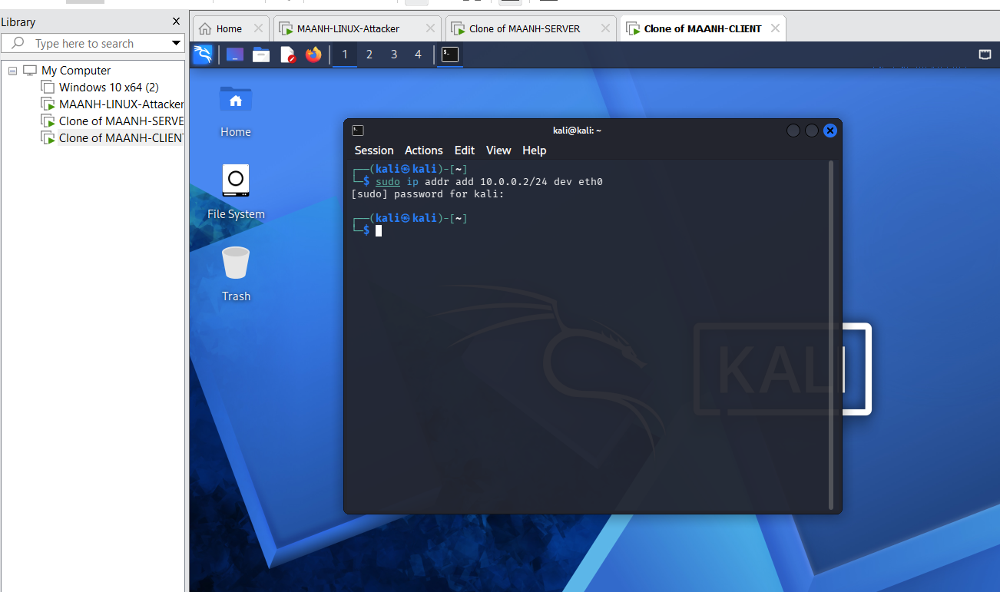 Library
Type here to search
My Computer
Windows 10 x64 (2)
MAANH-LINUX-Attacker
Clone of MAANH-SERVE
Clone of MAANH-CLIENT
Home
MAANH-LINUX-Attacker
Clone of MAANH-SERVER
Clone of MAANH-CLIENT
1 2 3 4
Home
File System
Trash
kali@kali: ~
Session Actions Edit View Help
┌──(kali㉿kali)-[~]
└─$ sudo ip addr add 10.0.0.2/24 dev eth0
[sudo] password for kali:
┌──(kali㉿kali)-[~]
└─$
KALI